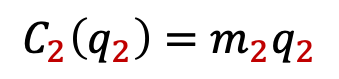 C₂(q₂) = m₂q₂